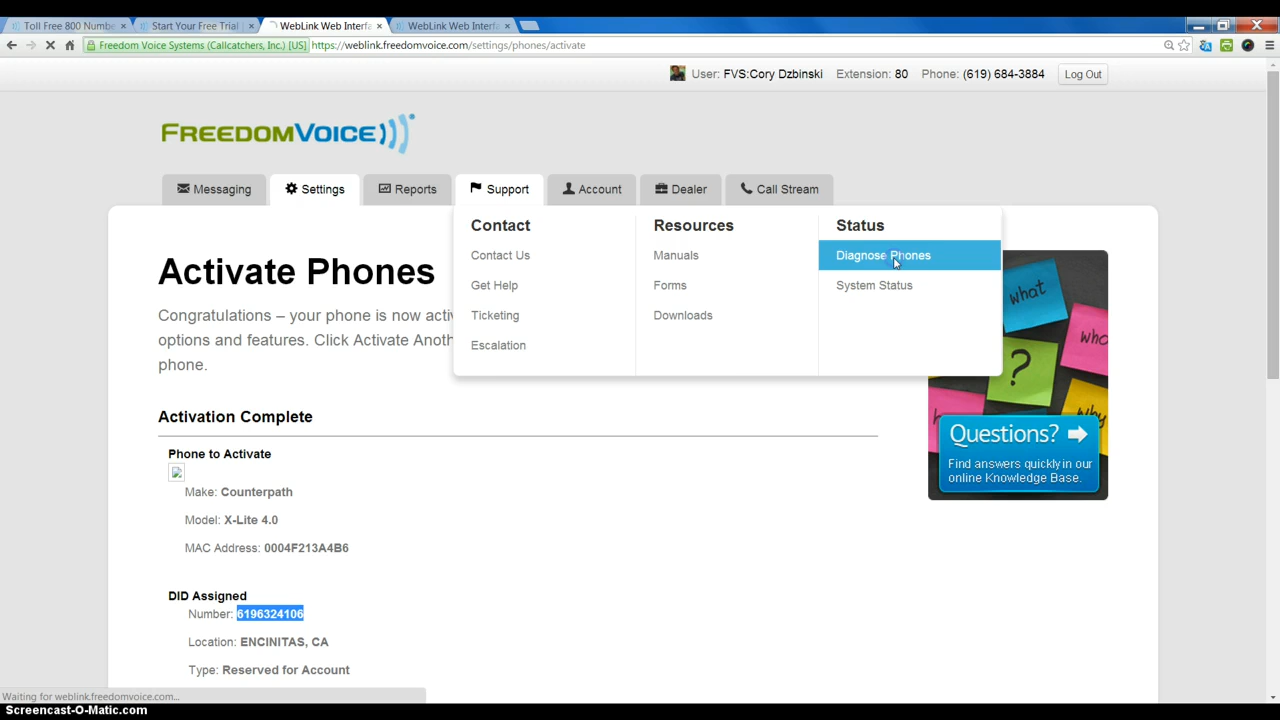 Toll Free 800 Numbe
Start Your Free Trial
WebLink Web Interfa
WebLink Web Interfa
Freedom Voice Systems (Callcatchers, Inc.) [US]
https://weblink.freedomvoice.com/settings/phones/activate
User: FVS:Cory Dzbinski Extension: 80 Phone: (619) 684-3884 Log Out
FREEDOMVOICE
Messaging Settings Reports Support Account Dealer Call Stream
Contact
Contact Us
Get Help
Ticketing
Escalation
Resources
Manuals
Forms
Downloads
Status
Diagnose Phones
System Status
Activate Phones
Congratulations – your phone is now activ
options and features. Click Activate Anoth
phone.
Activation Complete
Phone to Activate
Make: Counterpath
Model: X-Lite 4.0
MAC Address: 0004F213A4B6
DID Assigned
Number: 6196324106
Location: ENCINITAS, CA
Type: Reserved for Account
what
who
?
why
Questions?
Find answers quickly in our
online Knowledge Base.
Waiting for weblink.freedomvoice.com...
Screencast-O-Matic.com